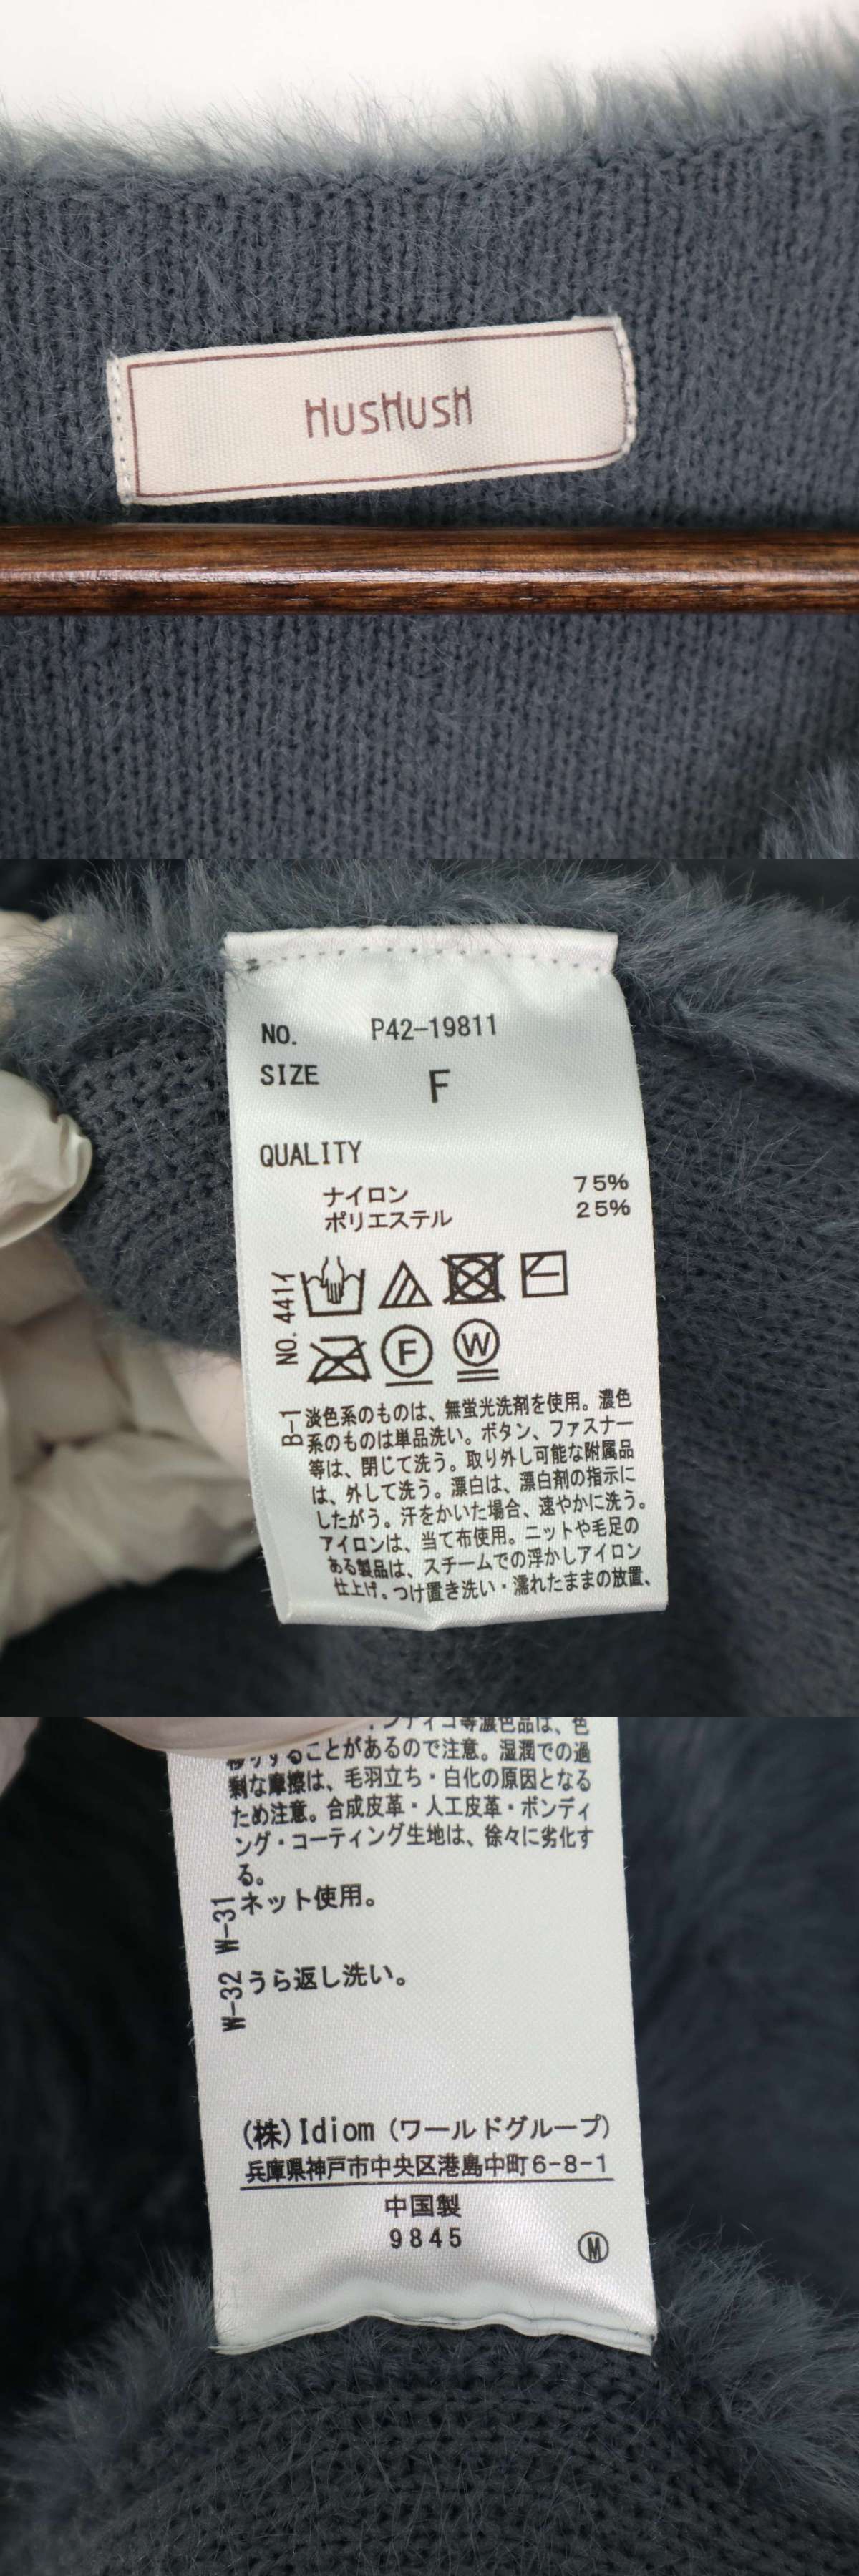 HusHusH
NO. P42-19811
SIZE F
QUALITY
ナイロン 75%
ポリエステル 25%
NO. 441イ
F W
B-1
淡色系のものは、無蛍光洗剤を使用。濃色
系のものは単品洗い。ボタン、ファスナー
等は、閉じて洗う。取り外し可能な附属品
は、外して洗う。漂白は、漂白剤の指示に
したがう。汗をかいた場合、速やかに洗う。
アイロンは、当て布使用。ニットや毛足の
ある製品は、スチームでの浮かしアイロン
仕上げ。つけ置き洗い・濡れたままの放置、
等濃色品は、色
移りすることがあるので注意。湿潤での過
剰な摩擦は、毛羽立ち・白化の原因となる
ため注意。合成皮革・人工皮革・ボンディ
ング・コーティング生地は、徐々に劣化す
る。
W-31 ネット使用。
W-32 うら返し洗い。
(株)Idiom(ワールドグループ)
兵庫県神戸市中央区港島中町6-8-1
中国製
9845
M